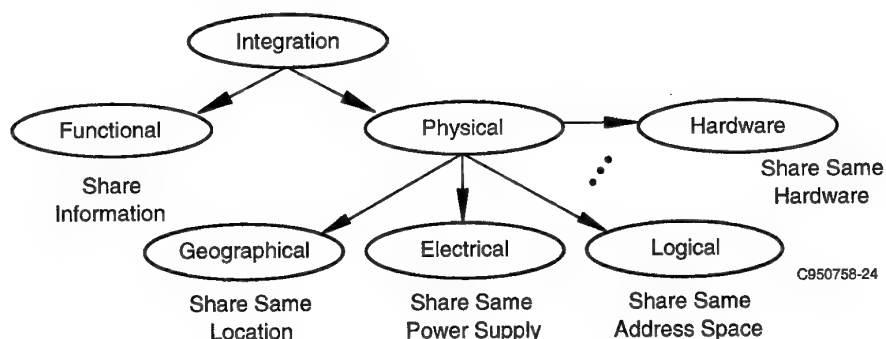 Integration
Functional
Physical
Hardware
Share
Information
Share Same
Hardware
Geographical
Electrical
Logical
C950758-24
Share Same
Location
Share Same
Power Supply
Share Same
Address Space